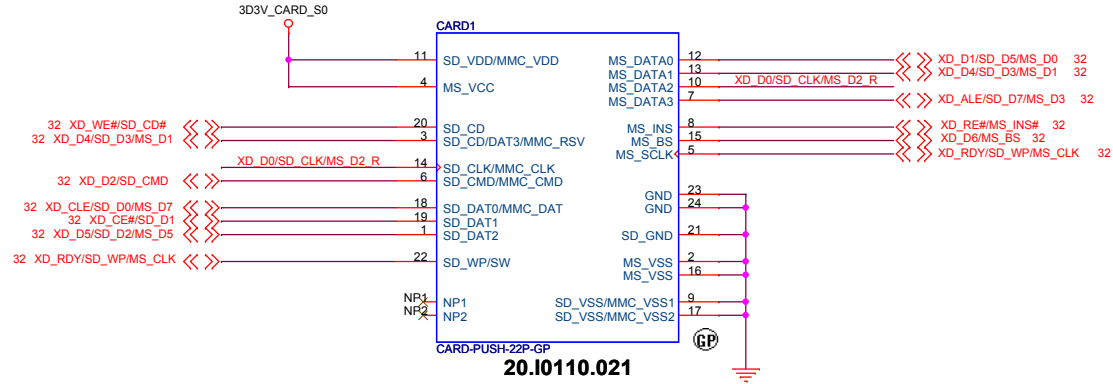 3D3V_CARD_S0
CARD1
11 SD_VDD/MMC_VDD
4 MS_VCC
32 XD_WE#/SD_CD# 20 SD_CD
32 XD_D4/SD_D3/MS_D1 3 SD_CD/DAT3/MMC_RSV
XD_D0/SD_CLK/MS_D2_R 14 SD_CLK/MMC_CLK
32 XD_D2/SD_CMD 6 SD_CMD/MMC_CMD
32 XD_CLE/SD_D0/MS_D7 18 SD_DAT0/MMC_DAT
32 XD_CE#/SD_D1 19 SD_DAT1
32 XD_D5/SD_D2/MS_D5 1 SD_DAT2
32 XD_RDY/SD_WP/MS_CLK 22 SD_WP/SW
NP1 NP1
NP2 NP2
MS_DATA0 12 XD_D1/SD_D5/MS_D0 32
MS_DATA1 13 XD_D4/SD_D3/MS_D1 32
MS_DATA2 10 XD_D0/SD_CLK/MS_D2_R
MS_DATA3 7 XD_ALE/SD_D7/MS_D3 32
MS_INS 8 XD_RE#/MS_INS# 32
MS_BS 15 XD_D6/MS_BS 32
MS_SCLK 5 XD_RDY/SD_WP/MS_CLK 32
GND 23
GND 24
SD_GND 21
MS_VSS 2
MS_VSS 16
SD_VSS/MMC_VSS1 9
SD_VSS/MMC_VSS2 17
CARD-PUSH-22P-GP
GP
20.I0110.021